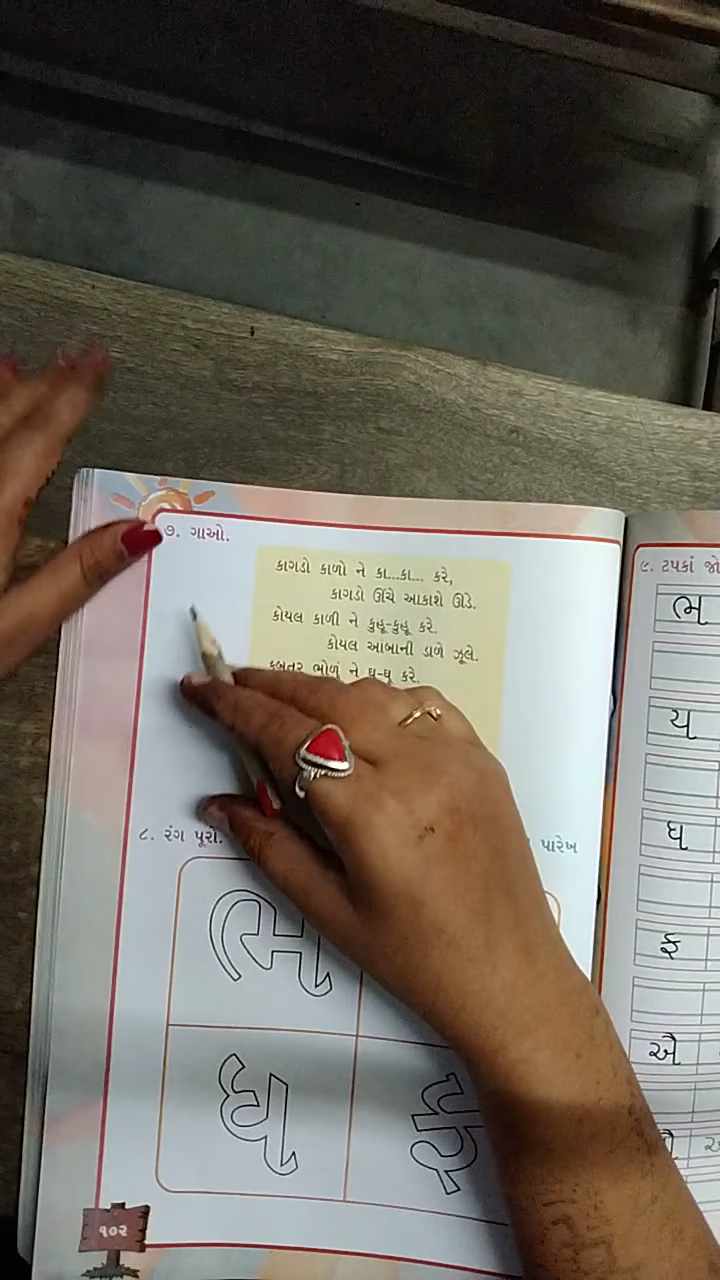 ૭. ગાઓ.
કાગડો કાળો ને કા...કા... કરે,
કાગડો ઊંચે આકાશે ઊડે.
કોયલ કાળી ને કુહૂ-કુહૂ કરે.
કોયલ આંબાની ડાળે ઝૂલે.
કબૂતર ભોળું ને ઘૂ-ઘૂ કરે.
પારેખ
૮. રંગ પૂરો.
ભ
ઘ
ફ
૧૦૨
૯. ટપકાં જો
ભ
ય
ઘ
ફ
ઐ